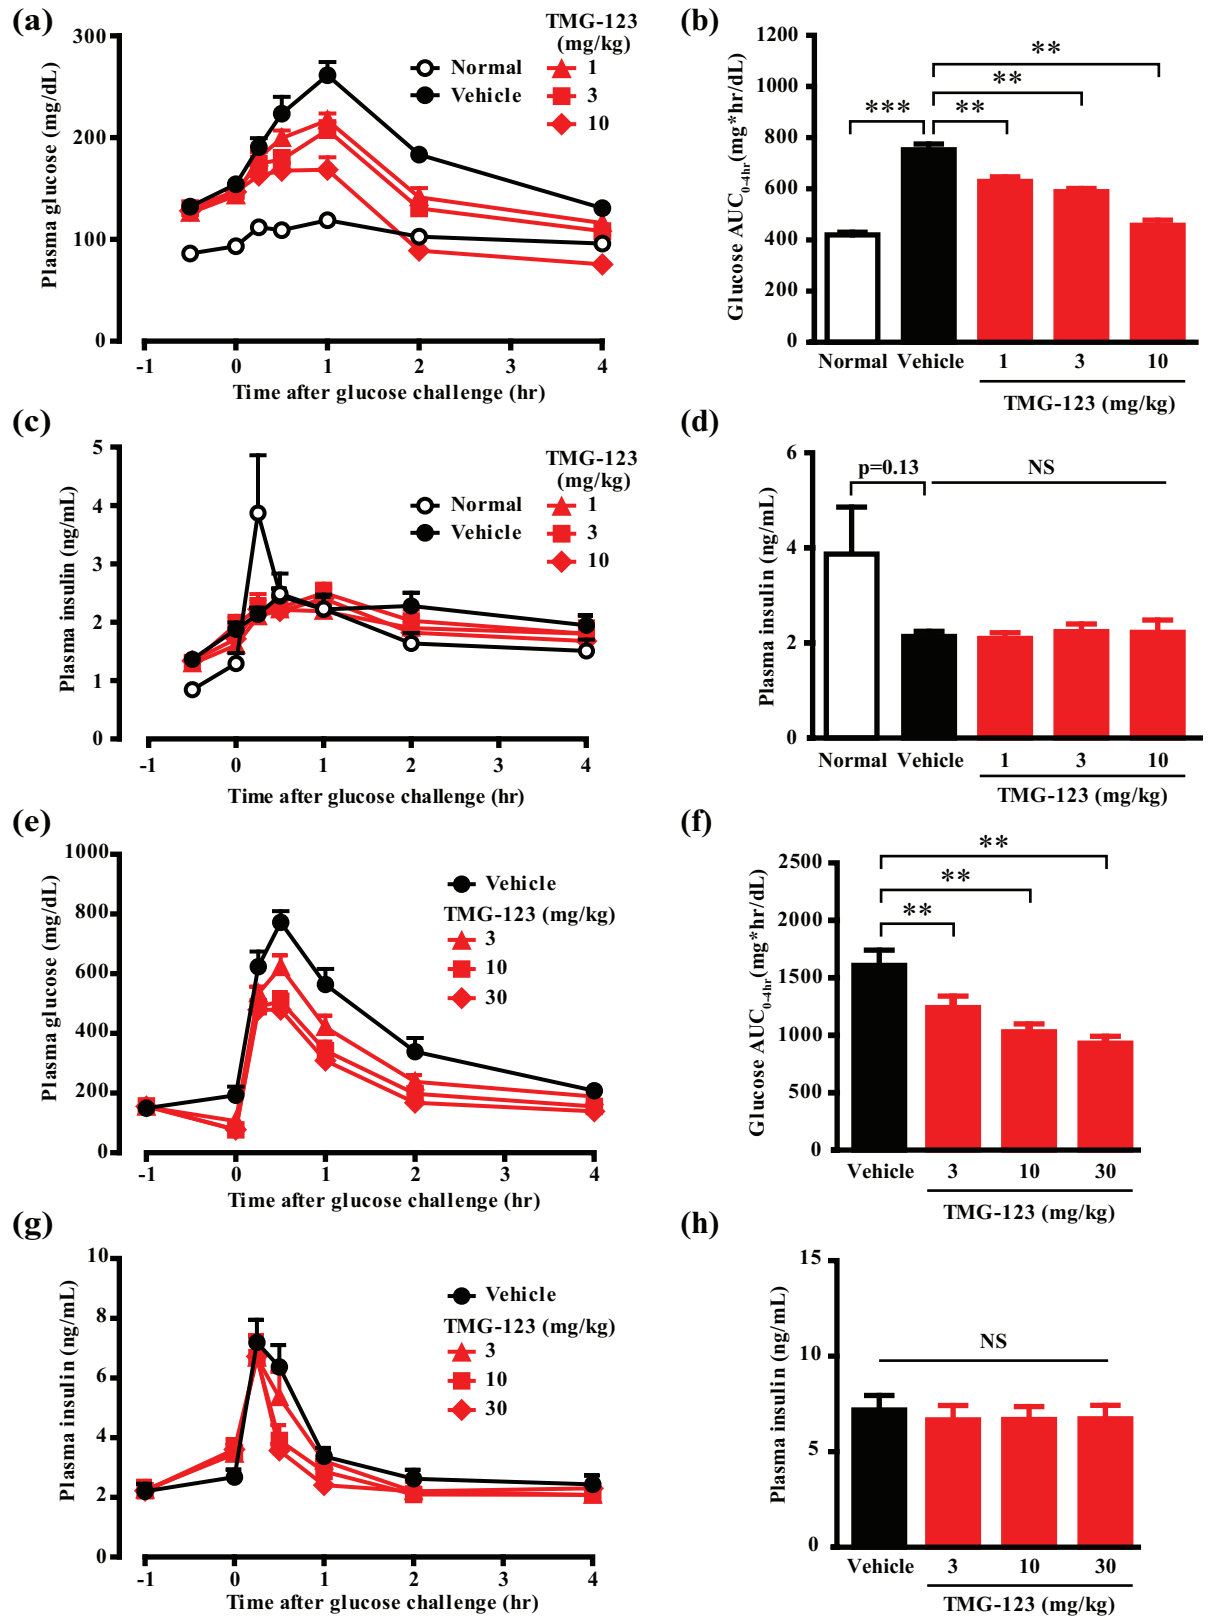 (a)
TMG-123
(mg/kg)
Normal
Vehicle
1
3
10
Plasma glucose (mg/dL)
300
200
100
0
-1
0
1
2
3
4
Time after glucose challenge (hr)
(b)
Glucose AUC0-4hr(mg*hr/dL)
1200
1000
800
600
400
200
0
***
**
**
**
Normal
Vehicle
1
3
10
TMG-123 (mg/kg)
(c)
TMG-123
(mg/kg)
Normal
Vehicle
1
3
10
Plasma insulin (ng/mL)
5
4
3
2
1
0
-1
0
1
2
3
4
Time after glucose challenge (hr)
(d)
Plasma insulin (ng/mL)
6
4
2
0
p=0.13
NS
Normal
Vehicle
1
3
10
TMG-123 (mg/kg)
(e)
Vehicle
TMG-123 (mg/kg)
3
10
30
Plasma glucose (mg/dL)
1000
800
600
400
200
0
-1
0
1
2
3
4
Time after glucose challenge (hr)
(f)
Glucose AUC0-4hr(mg*hr/dL)
2500
2000
1500
1000
500
0
**
**
**
Vehicle
3
10
30
TMG-123 (mg/kg)
(g)
Vehicle
TMG-123 (mg/kg)
3
10
30
Plasma insulin (ng/mL)
10
8
6
4
2
0
-1
0
1
2
3
4
Time after glucose challenge (hr)
(h)
Plasma insulin (ng/mL)
15
10
5
0
NS
Vehicle
3
10
30
TMG-123 (mg/kg)